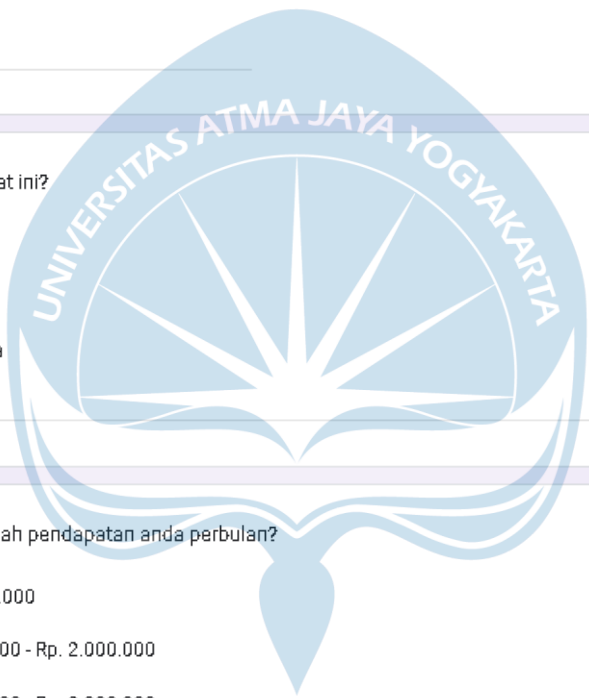 UNIVERSITAS ATMA JAYA YOGYAKARTA
at ini?
ah pendapatan anda perbulan?
.000
00 - Rp. 2.000.000